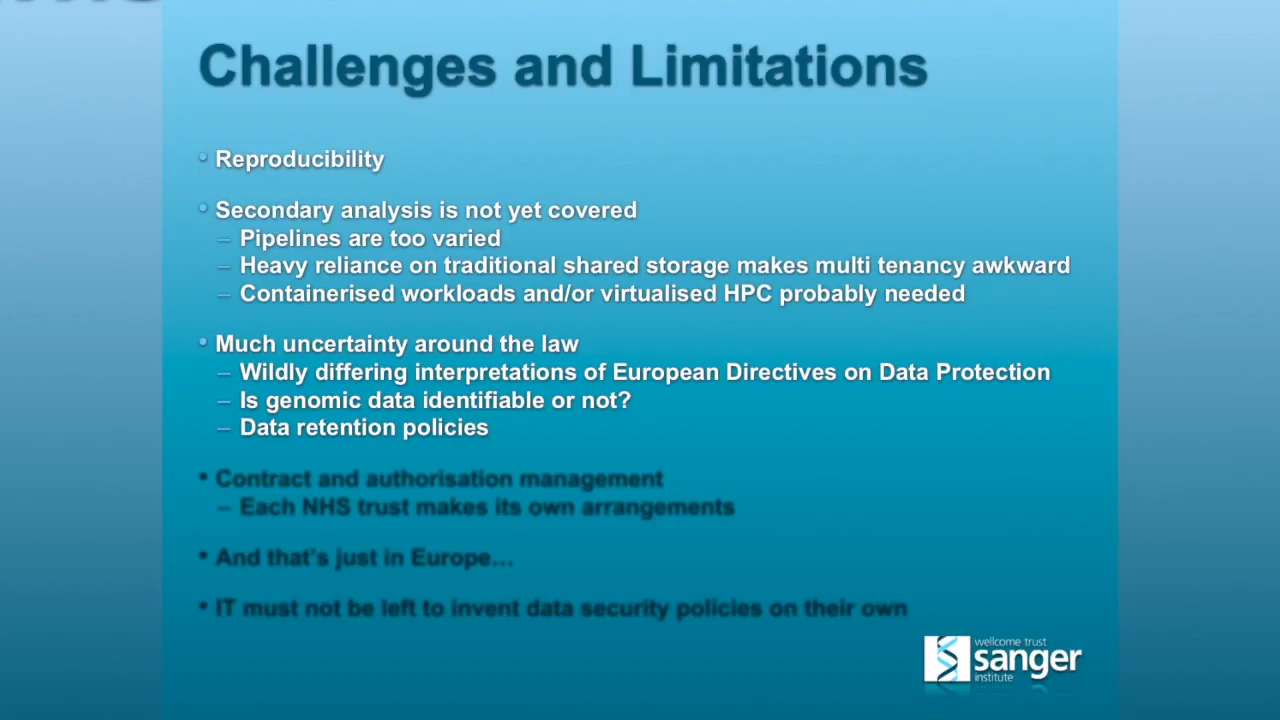 Challenges and Limitations
• Reproducibility
• Secondary analysis is not yet covered
– Pipelines are too varied
– Heavy reliance on traditional shared storage makes multi tenancy awkward
– Containerised workloads and/or virtualised HPC probably needed
• Much uncertainty around the law
– Wildly differing interpretations of European Directives on Data Protection
– Is genomic data identifiable or not?
– Data retention policies
• Contract and authorisation management
– Each NHS trust makes its own arrangements
• And that's just in Europe...
• IT must not be left to invent data security policies on their own
wellcome trust
sanger
institute